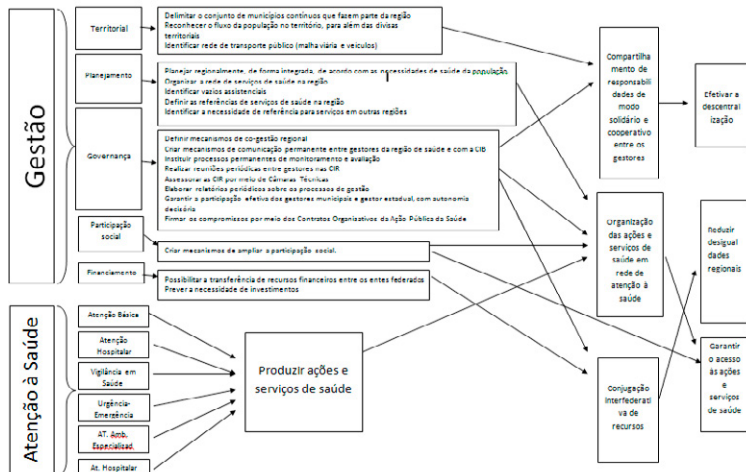 Gestão
Territorial
Delimitar o conjunto de municípios contínuos que fazem parte da região
Reconhecer o fluxo da população no território, para além das divisas
territoriais
Identificar rede de transporte público (malha viária e veículos)
Planejamento
Planejar regionalmente, de forma integrada, de acordo com as necessidades de saúde da população
Organizar a rede de serviços de saúde na região
Identificar vazios assistenciais
Definir as referências de serviços de saúde na região
Identificar a necessidade de referência para serviços em outras regiões
Governança
Definir mecanismos de co-gestão regional
Criar mecanismos de comunicação permanente entre gestores da região de saúde e com a CIB
Instituir processos permanentes de monitoramento e avaliação
Realizar reuniões periódicas entre gestores nas CIR
Assessorar as CIR por meio de Câmaras Técnicas
Elaborar relatórios periódicos sobre os processos de gestão
Garantir a participação efetiva dos gestores municipais e gestor estadual, com autonomia
decisória
Firmar os compromissos por meio dos Contratos Organizativos da Ação Pública da Saúde
Participação
social
Criar mecanismos de ampliar a participação social.
Financiamento
Possibilitar a transferência de recursos financeiros entre os entes federados
Prever a necessidade de investimentos
Atenção à Saúde
Atenção Básica
Atenção
Hospitalar
Vigilância em
Saúde
Urgência-
Emergência
AT. Amb.
Especializad.
At. Hospitalar
Produzir ações e
serviços de saúde
Compartilha
mento de
responsabili
dades de
modo
solidário e
cooperativo
entre os
gestores
Organização
das ações e
serviços de
saúde em
rede de
atenção à
saúde
Conjugação
Interfederati
va de
recursos
Efetivar a
descentral
ização
Reduzir
desigual
dades
regionais
Garantir
o acesso
às ações
e
serviços
de saúde